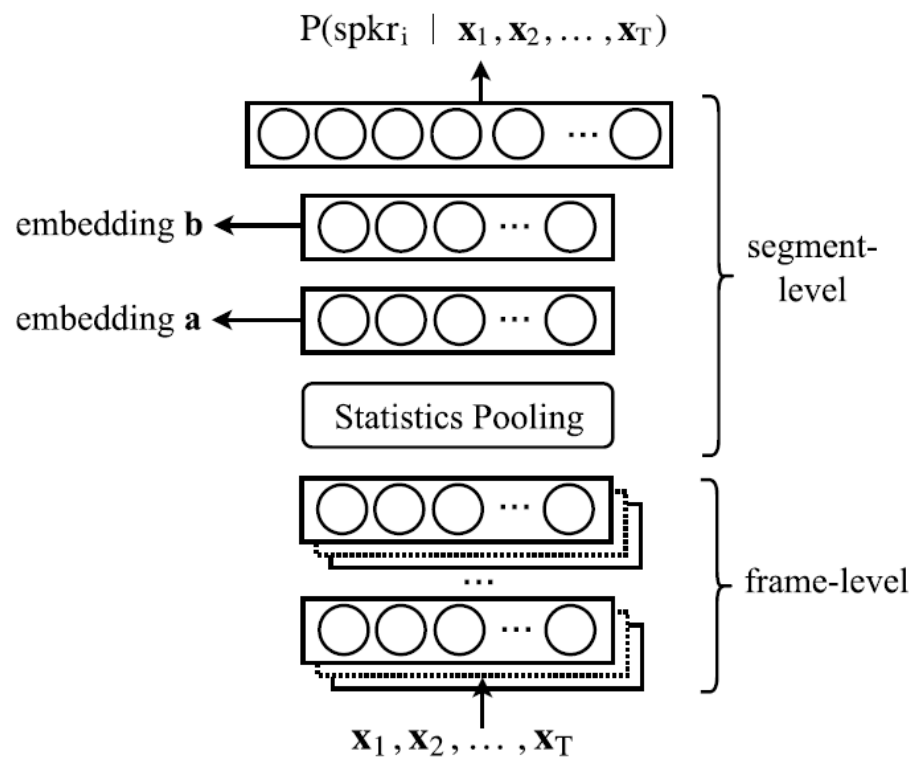 P(spkr_i | x_1, x_2, ... , x_T)
...
embedding b
...
segment-
level
embedding a
...
Statistics Pooling
...
...
frame-level
...
x_1, x_2, ... , x_T